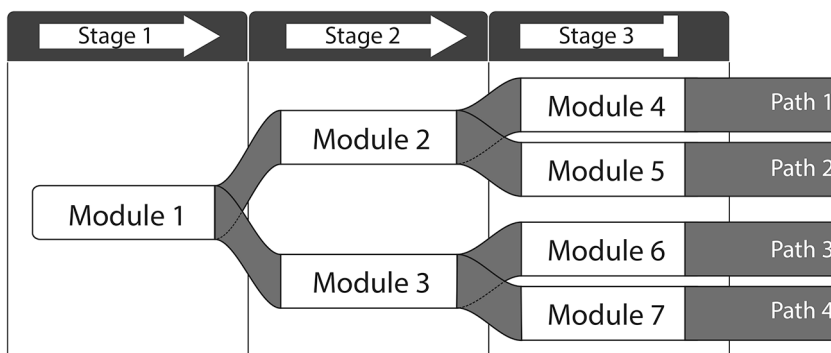 Stage 1
Stage 2
Stage 3
Module 1
Module 2
Module 3
Module 4
Module 5
Module 6
Module 7
Path 1
Path 2
Path 3
Path 4